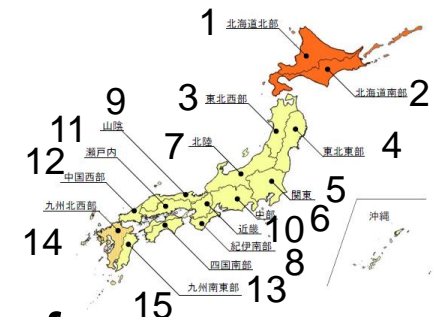 1 北海道北部
北海道南部 2
3 東北西部
9
山陰
11
瀬戸内
7 北陸
東北東部 4
12
中国西部
関東 5
九州北西部
中部 6
沖縄
近畿 10
14
紀伊南部 8
四国南部 13
九州南東部
15